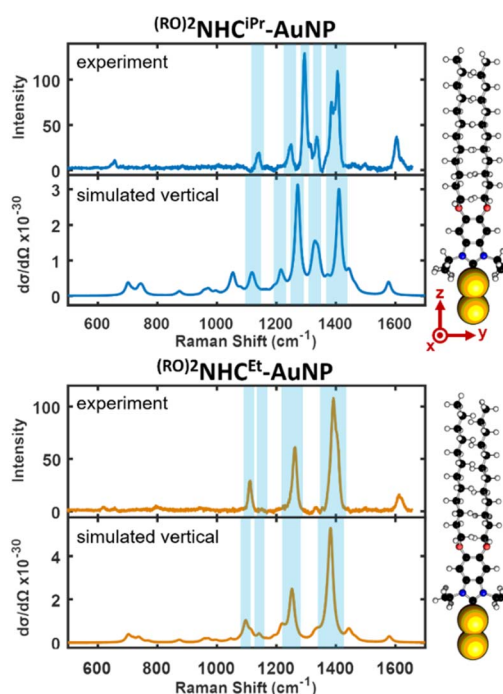 (RO)2NHCiPr-AuNP
experiment
Intensity
100
50
0
simulated vertical
dσ/dΩ x10-30
3
2
1
0
600 800 1000 1200 1400 1600
Raman Shift (cm-1)
z
y
x
(RO)2NHCEt-AuNP
experiment
Intensity
100
50
0
simulated vertical
dσ/dΩ x10-30
4
2
0
600 800 1000 1200 1400 1600
Raman Shift (cm-1)